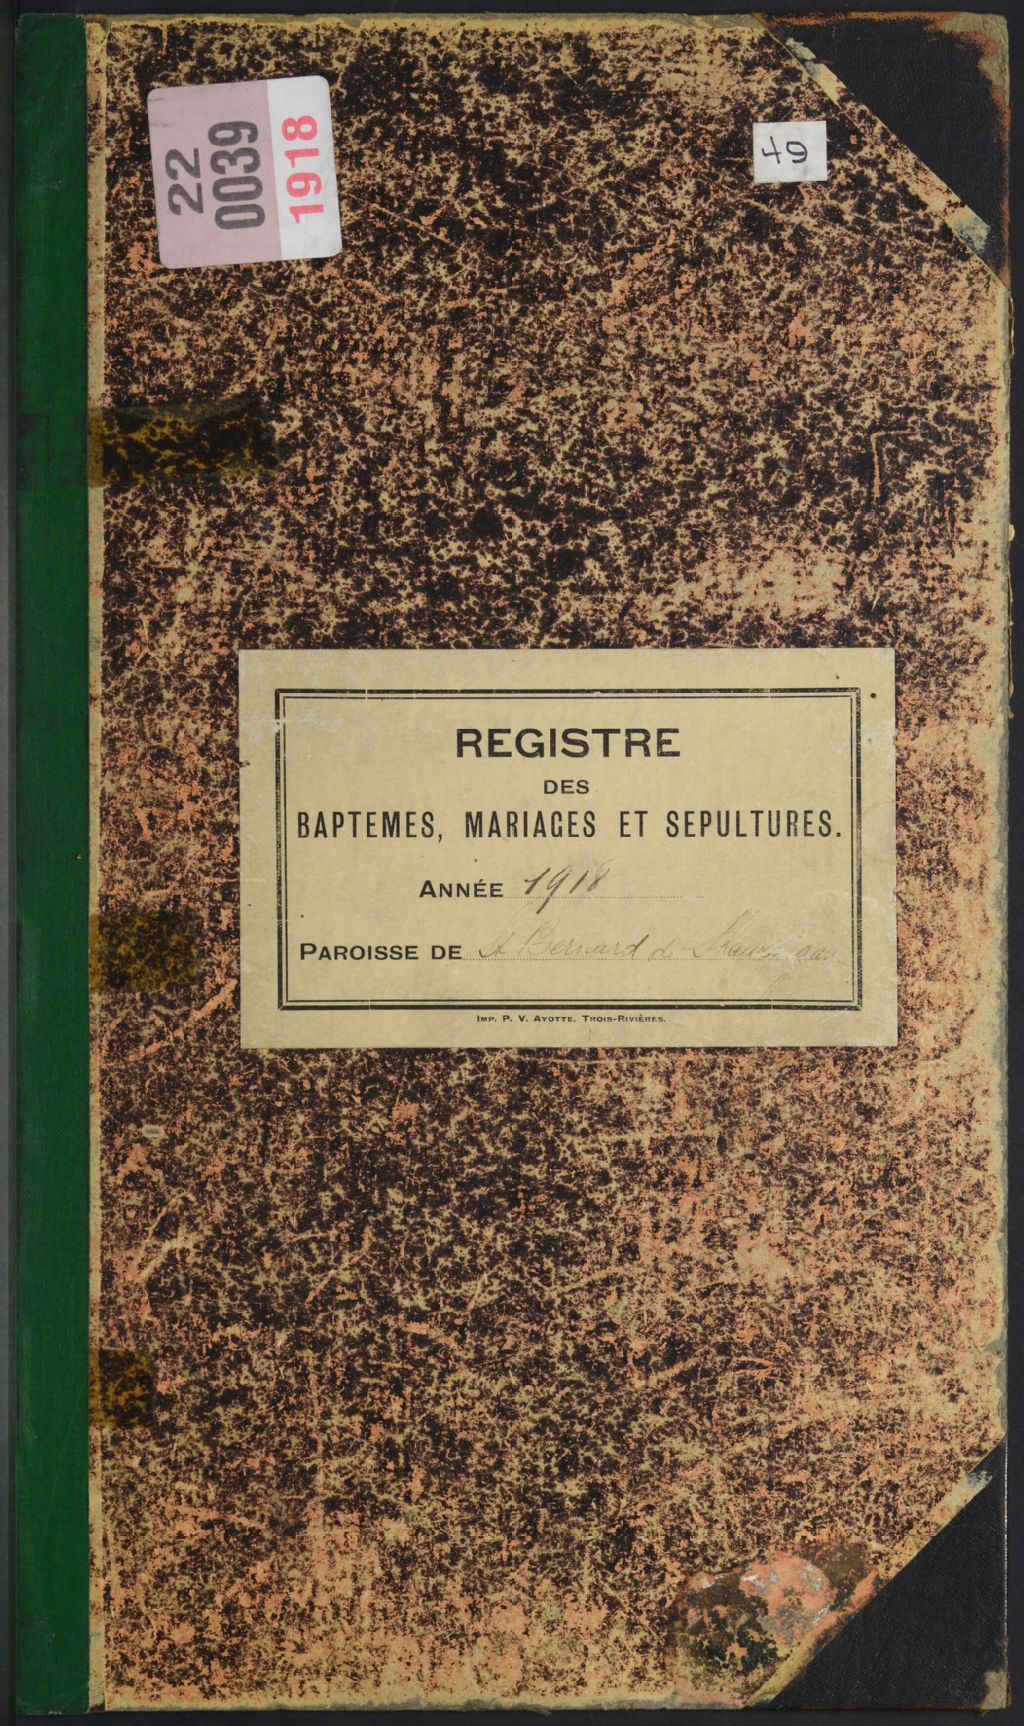 22
0039
1918
49
REGISTRE
DES
BAPTEMES, MARIAGES ET SEPULTURES.
ANNÉE 1918
PAROISSE DE St Bernard de Shawinigan
IMP. P. V. AYOTTE, TROIS-RIVIÈRES.